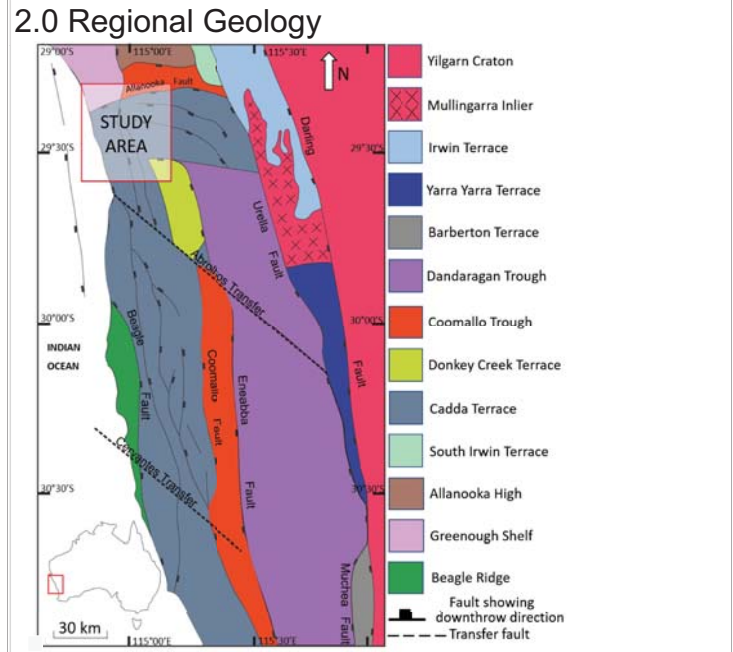 2.0 Regional Geology
29°00'S
115°00'E
115°30'E
N
Allanooka Fault
STUDY
AREA
29°30'S
29°30'S
Darling
Urella
Fault
Abrolhos Transfer
30°00'S
30°00'S
INDIAN
OCEAN
Beagle
Fault
Coomallo
Fault
Eneabba
Fault
Fault
Cervantes Transfer
30°30'S
30°30'S
Muchea
Fault
30 km
115°00'E
115°30'E
Yilgarn Craton
Mullingarra Inlier
Irwin Terrace
Yarra Yarra Terrace
Barberton Terrace
Dandaragan Trough
Coomallo Trough
Donkey Creek Terrace
Cadda Terrace
South Irwin Terrace
Allanooka High
Greenough Shelf
Beagle Ridge
Fault showing
downthrow direction
Transfer fault